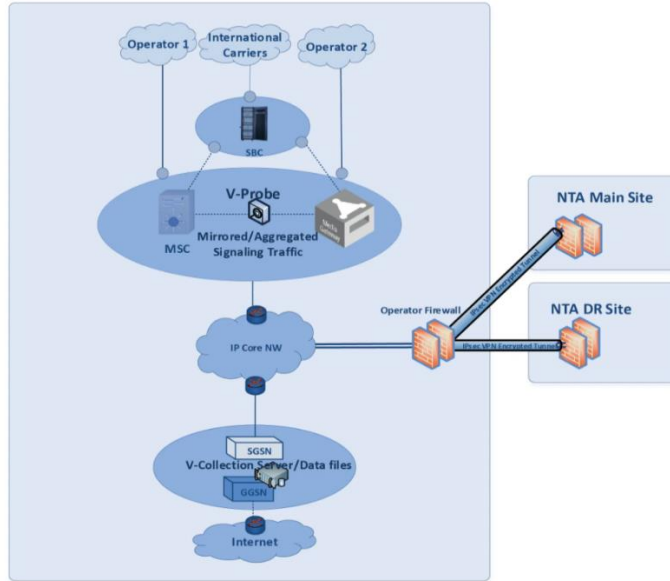 International
Carriers
Operator 1
Operator 2
SBC
V-Probe
MSC
Media
Gateway
Mirrored/Aggregated
Signaling Traffic
NTA Main Site
IPsec VPN Encrypted Tunnel
Operator Firewall
NTA DR Site
IPsec VPN Encrypted Tunnel
IP Core NW
SGSN
V-Collection Server/Data files
GGSN
Internet